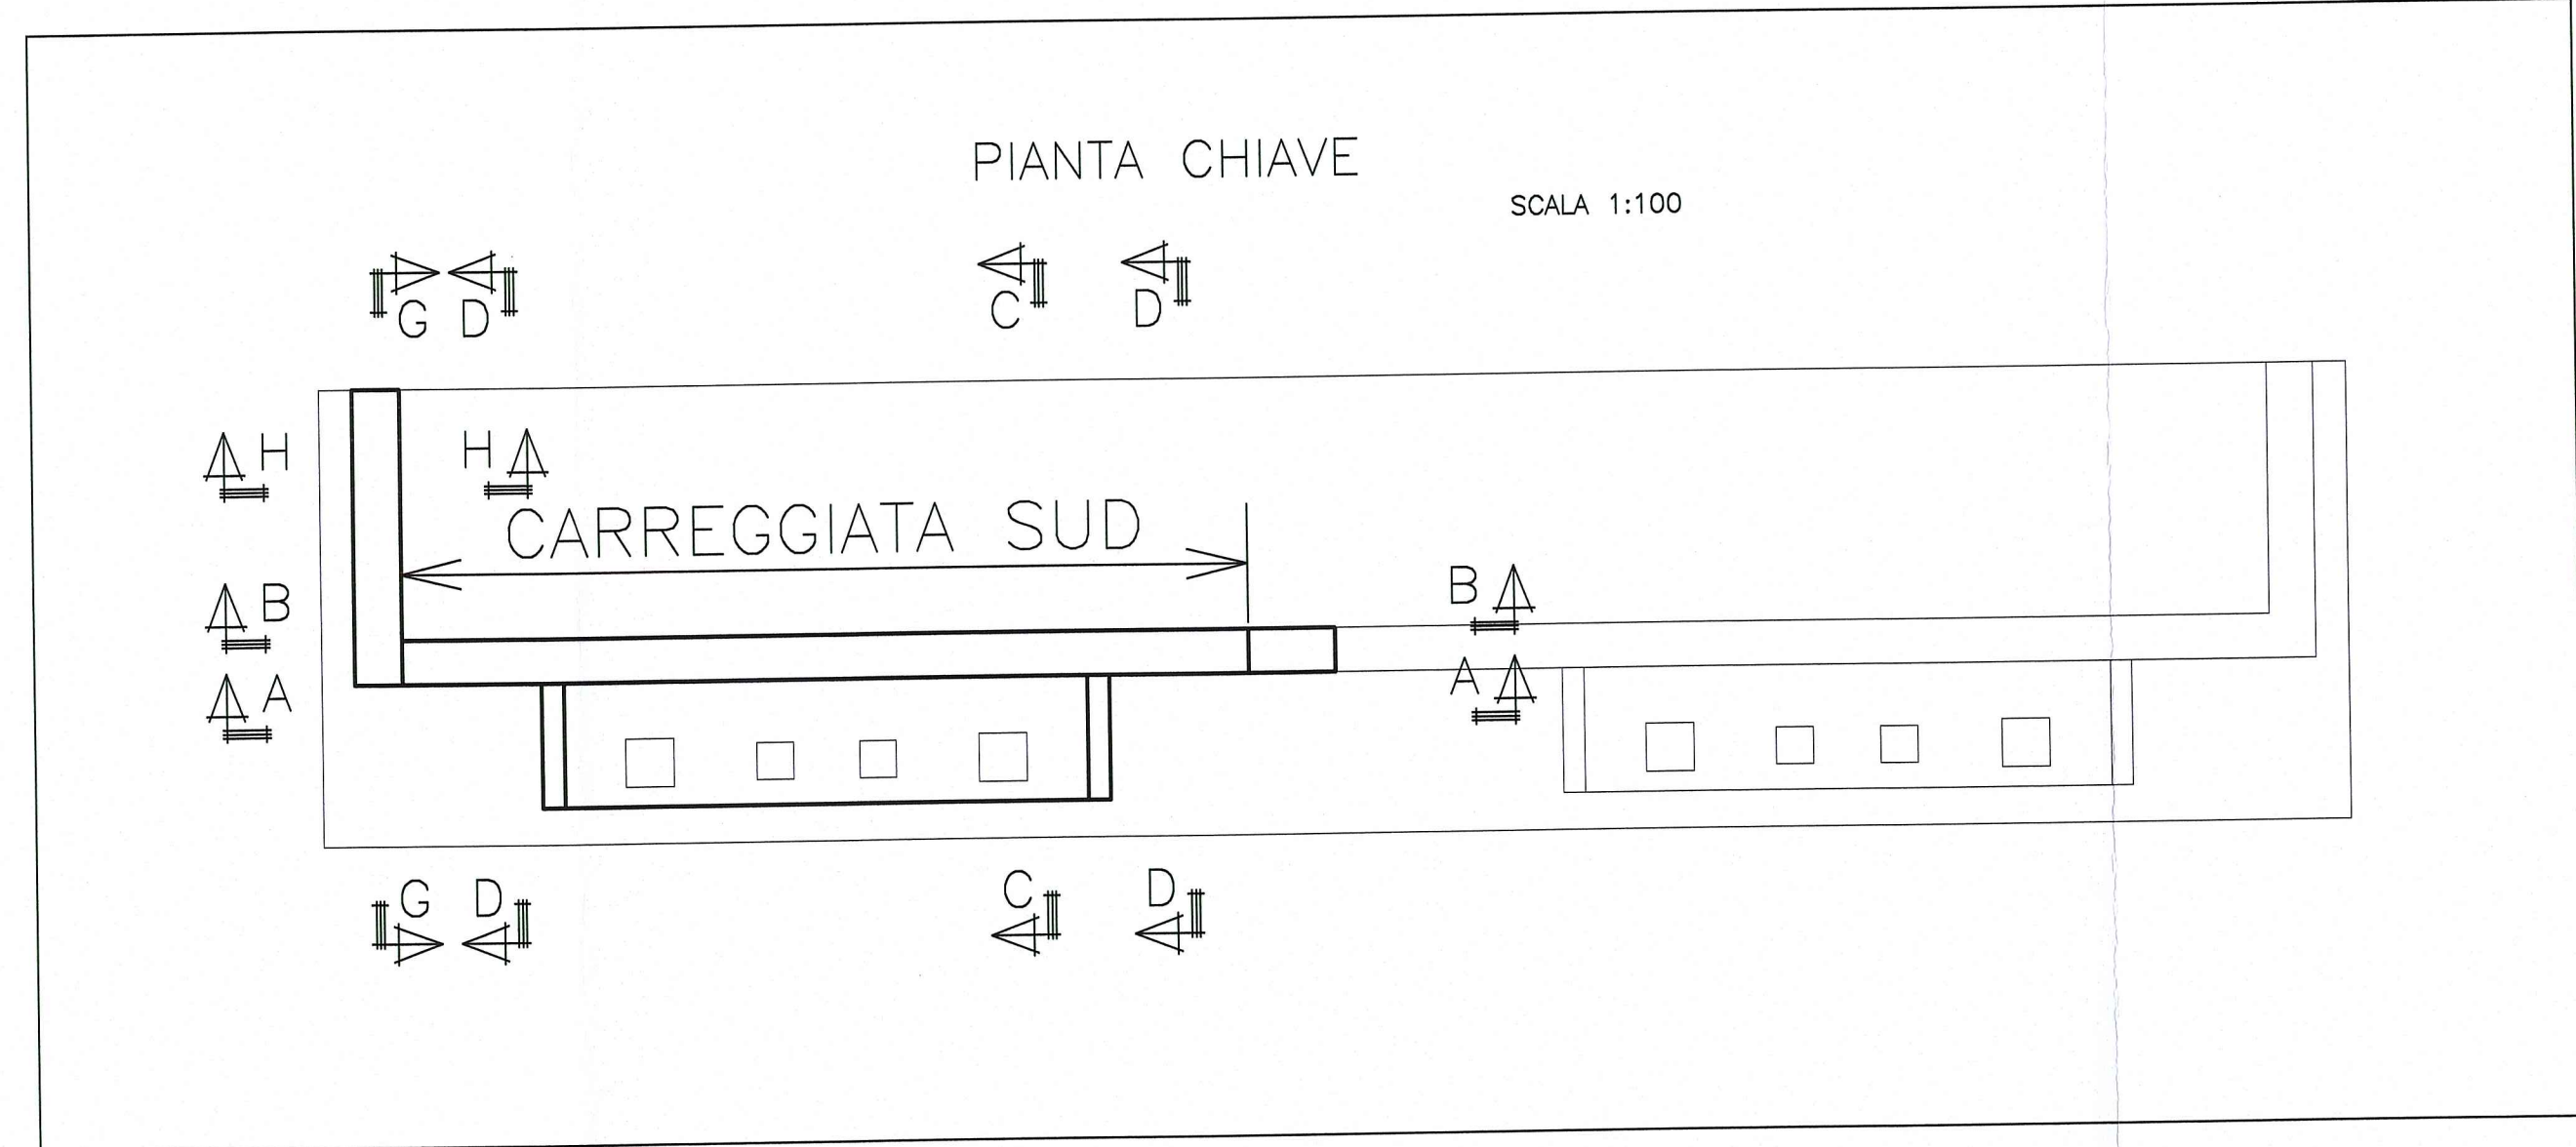 PIANTA CHIAVE
SCALA 1:100
G D C D
H H
CARREGGIATA SUD
B B
A A
G D C D